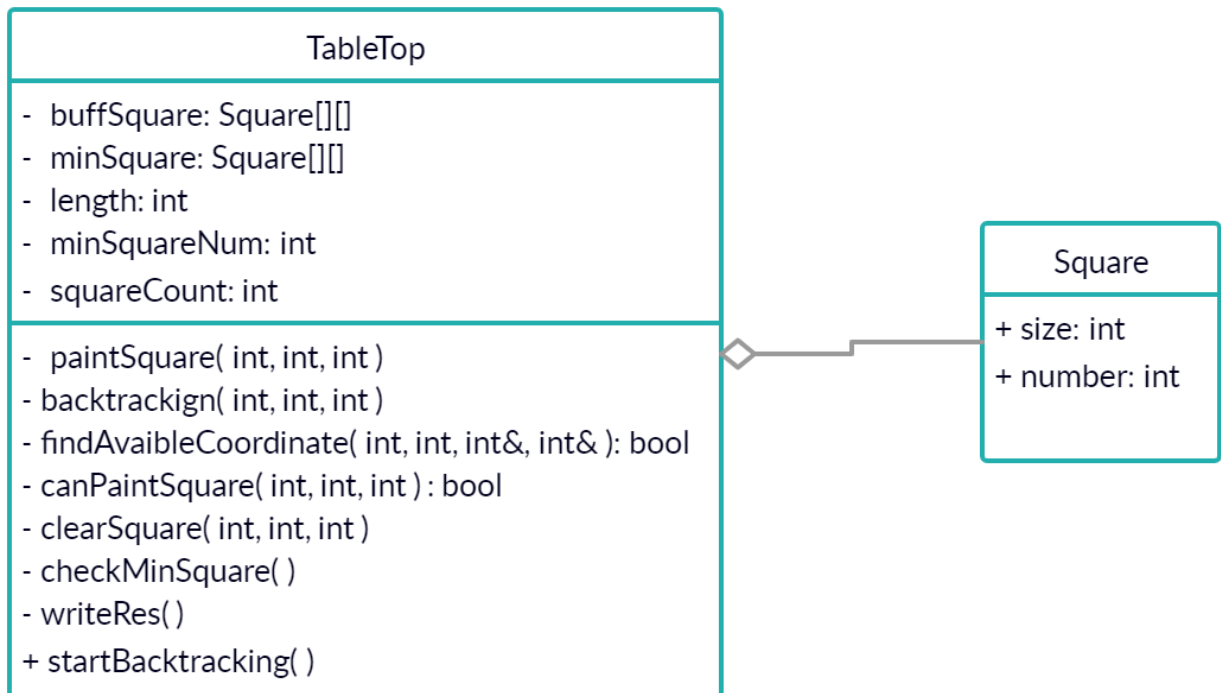 TableTop
- buffSquare: Square[][]
- minSquare: Square[][]
- length: int
- minSquareNum: int
- squareCount: int
- paintSquare( int, int, int )
- backtrackign( int, int, int )
- findAvaibleCoordinate( int, int, int&, int& ): bool
- canPaintSquare( int, int, int ) : bool
- clearSquare( int, int, int )
- checkMinSquare( )
- writeRes( )
+ startBacktracking( )
Square
+ size: int
+ number: int